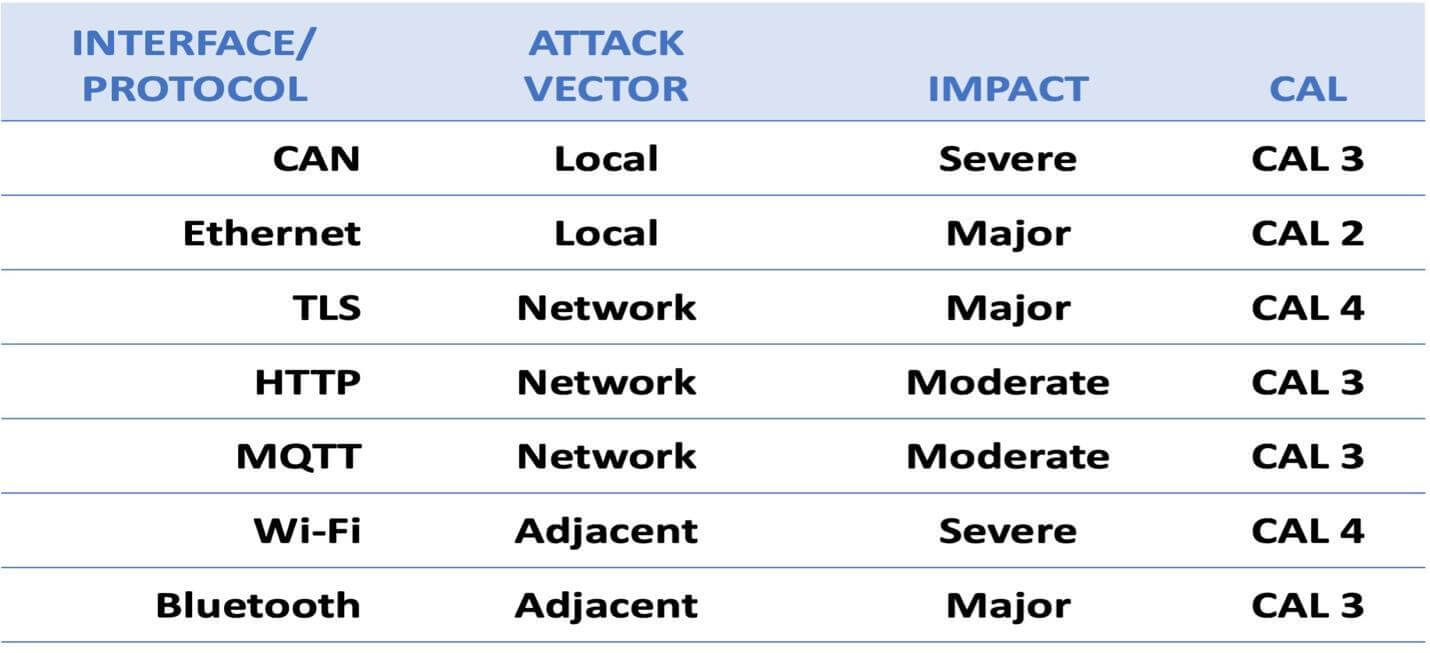 INTERFACE/ ATTACK
PROTOCOL VECTOR IMPACT CAL
CAN Local Severe CAL 3
Ethernet Local Major CAL 2
TLS Network Major CAL 4
HTTP Network Moderate CAL 3
MQTT Network Moderate CAL 3
Wi-Fi Adjacent Severe CAL 4
Bluetooth Adjacent Major CAL 3